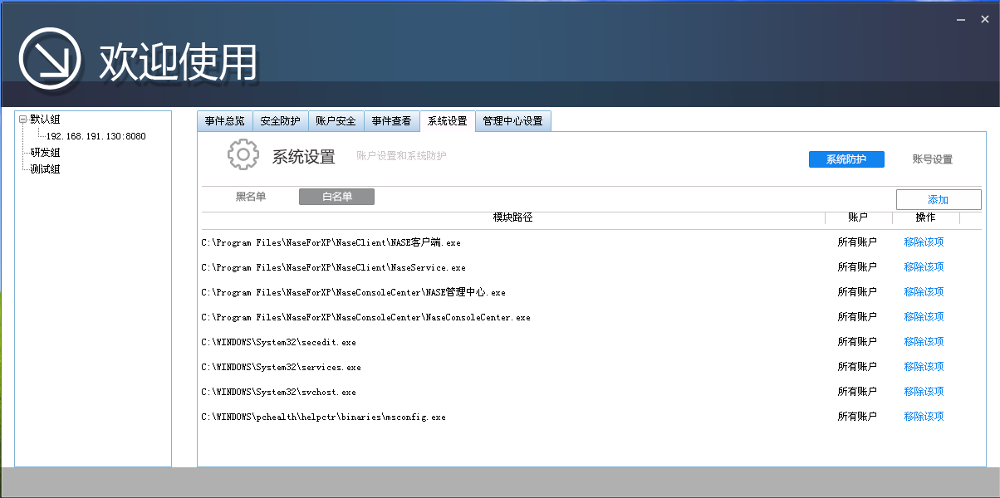 欢迎使用
默认组
192.168.191.130:8080
研发组
测试组
事件总览 安全防护 账户安全 事件查看 系统设置 管理中心设置
系统设置 账户设置和系统防护 系统防护 账号设置
黑名单 白名单 添加
模块路径 账户 操作
C:\Program Files\NaseForXP\NaseClient\NASE客户端.exe 所有账户 移除该项
C:\Program Files\NaseForXP\NaseClient\NaseService.exe 所有账户 移除该项
C:\Program Files\NaseForXP\NaseConsoleCenter\NASE管理中心.exe 所有账户 移除该项
C:\Program Files\NaseForXP\NaseConsoleCenter\NaseConsoleCenter.exe 所有账户 移除该项
C:\WINDOWS\System32\secedit.exe 所有账户 移除该项
C:\WINDOWS\System32\services.exe 所有账户 移除该项
C:\WINDOWS\System32\svchost.exe 所有账户 移除该项
C:\WINDOWS\pchealth\helpctr\binaries\msconfig.exe 所有账户 移除该项